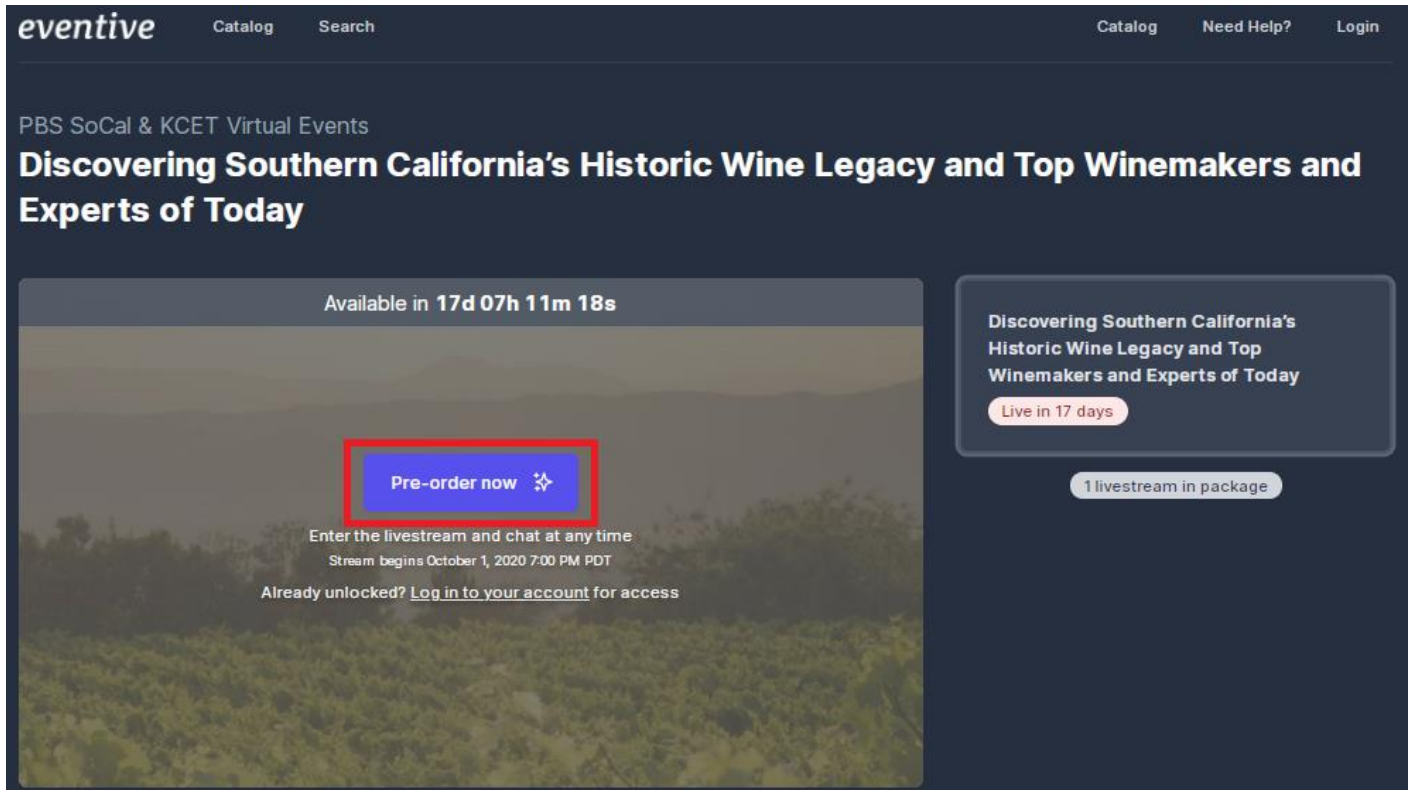 eventive Catalog Search Catalog Need Help? Login
PBS SoCal & KCET Virtual Events
Discovering Southern California’s Historic Wine Legacy and Top Winemakers and
Experts of Today
Available in 17d 07h 11m 18s
Pre-order now
Enter the livestream and chat at any time
Stream begins October 1, 2020 7:00 PM PDT
Already unlocked? Log in to your account for access
Discovering Southern California’s
Historic Wine Legacy and Top
Winemakers and Experts of Today
Live in 17 days
1 livestream in package